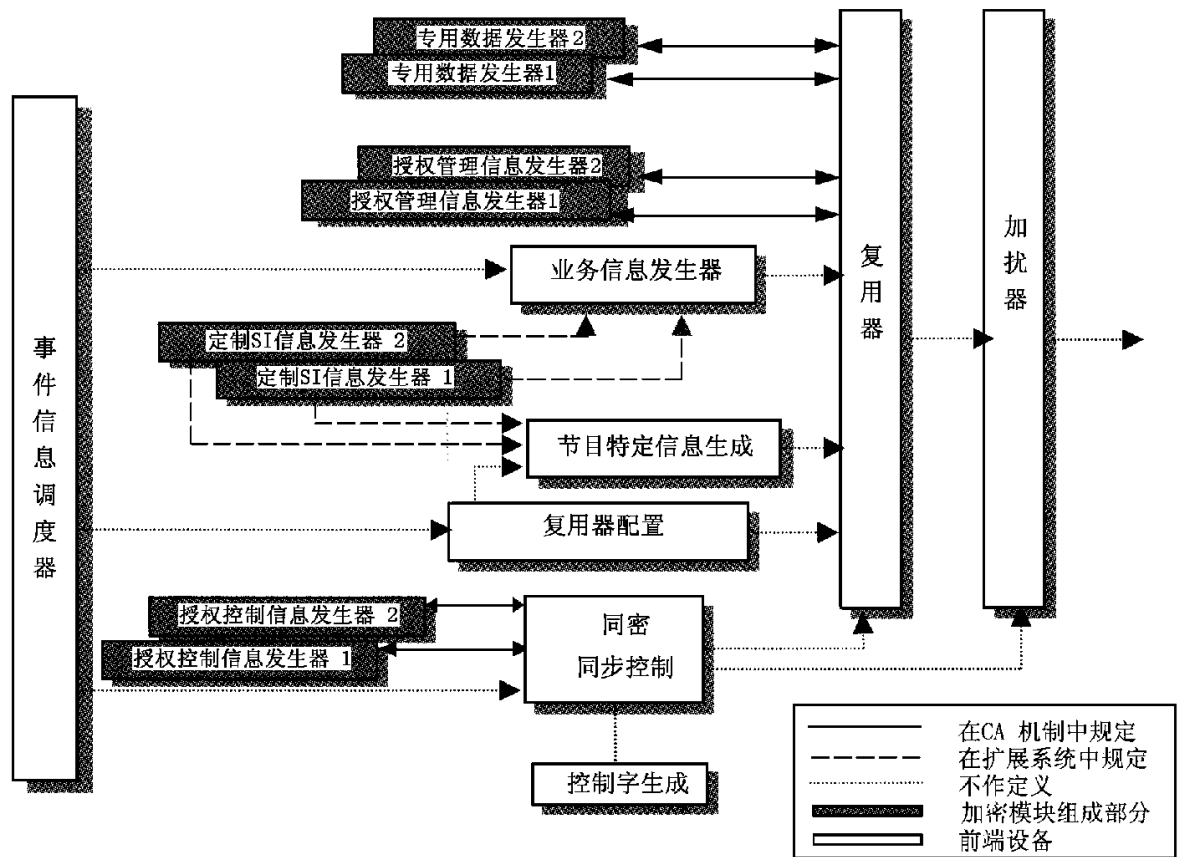 专用数据发生器2
专用数据发生器1
授权管理信息发生器2
授权管理信息发生器1
业务信息发生器
定制SI信息发生器 2
定制SI信息发生器 1
节目特定信息生成
复用器配置
授权控制信息发生器 2
授权控制信息发生器 1
同密
同步控制
控制字生成
事件信息调度器
复用器
加扰器
在CA 机制中规定
在扩展系统中规定
不作定义
加密模块组成部分
前端设备